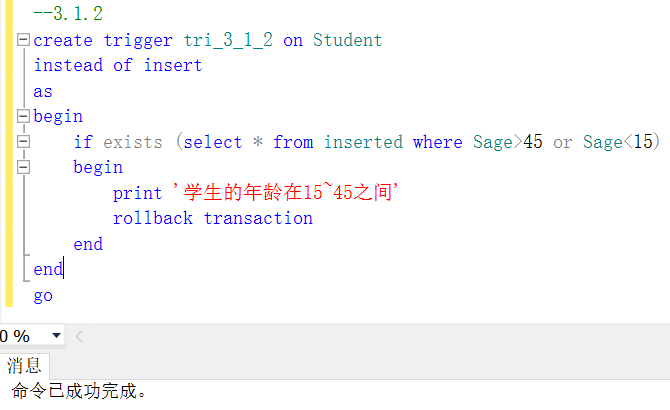 --3.1.2
create trigger tri_3_1_2 on Student
instead of insert
as
begin
if exists (select * from inserted where Sage>45 or Sage<15)
begin
print '学生的年龄在15~45之间'
rollback transaction
end
end
go
0 %
消息
命令已成功完成。